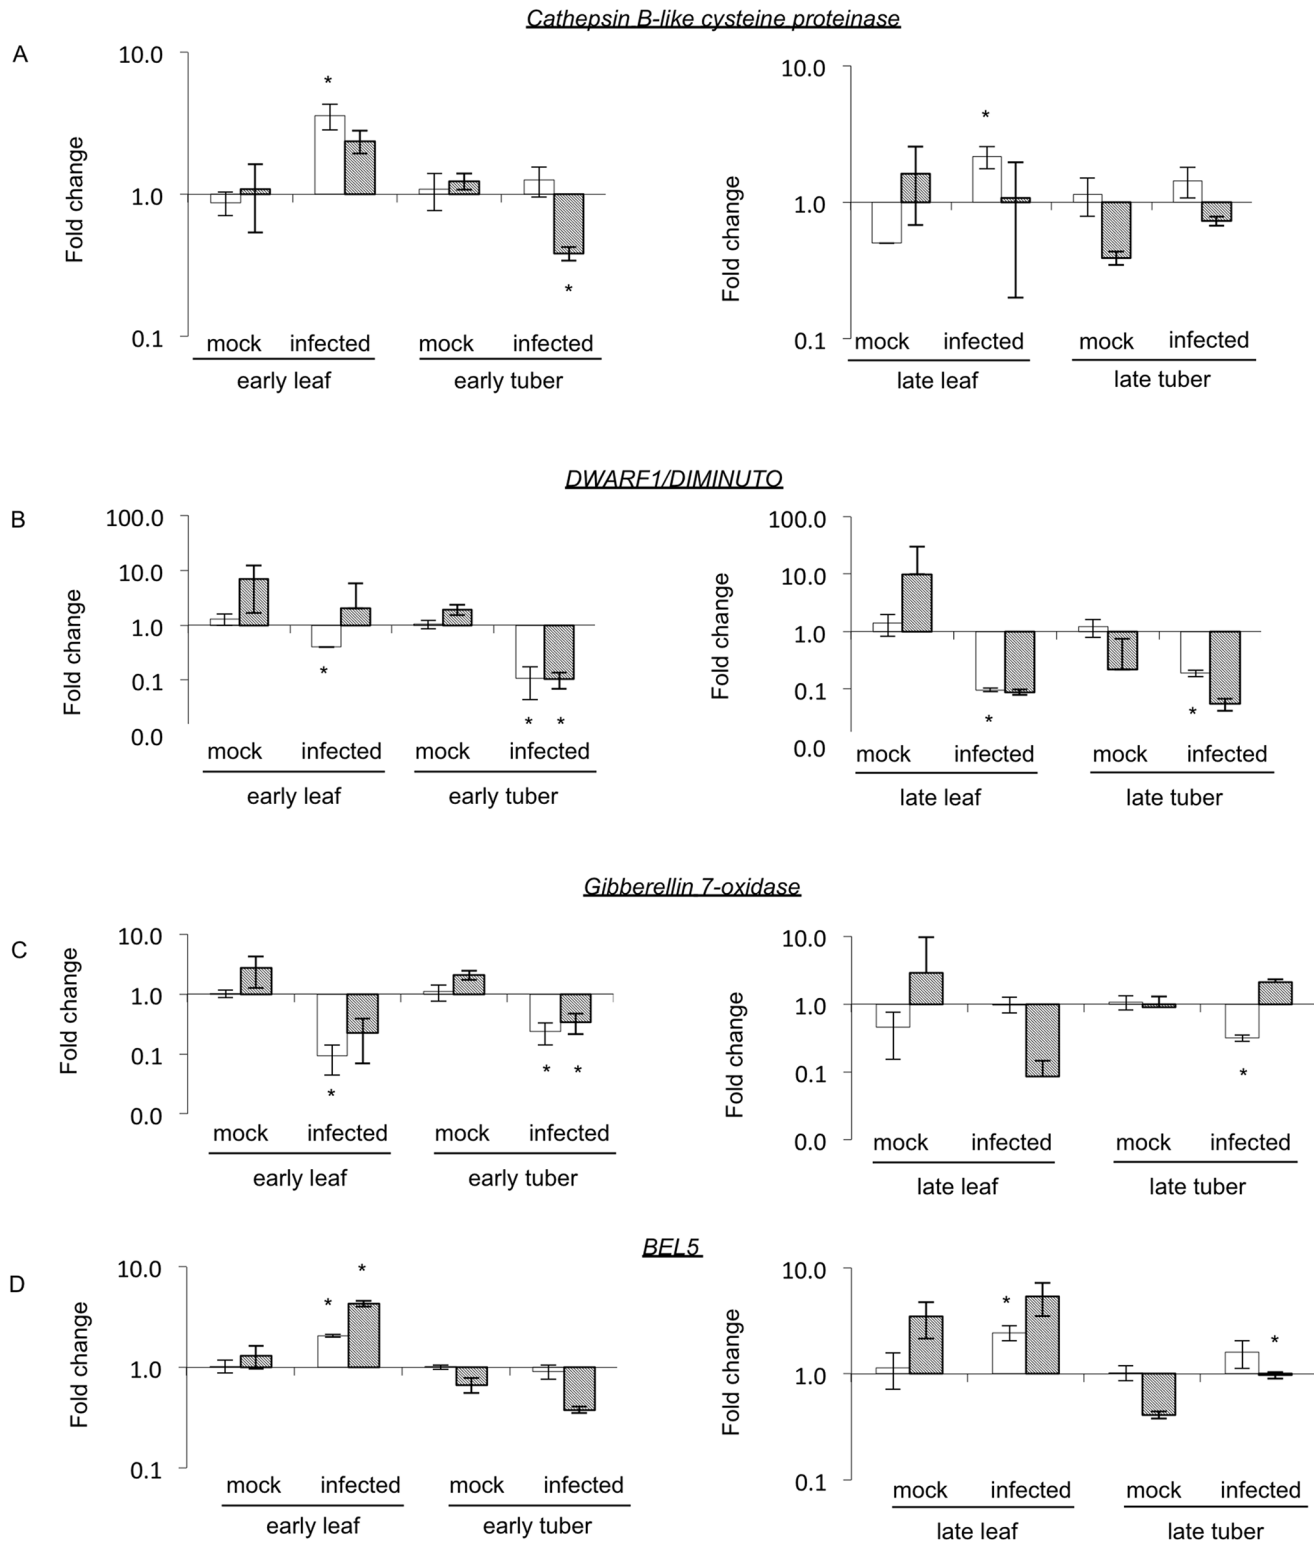 Cathepsin B-like cysteine proteinase
A
10.0
1.0
0.1
Fold change
*
*
mock infected mock infected
early leaf early tuber
10.0
1.0
0.1
Fold change
*
mock infected mock infected
late leaf late tuber
DWARF1/DIMINUTO
B
100.0
10.0
1.0
0.1
0.0
Fold change
*
* *
mock infected mock infected
early leaf early tuber
100.0
10.0
1.0
0.1
0.0
Fold change
*
*
mock infected mock infected
late leaf late tuber
Gibberellin 7-oxidase
C
10.0
1.0
0.1
0.0
Fold change
*
* *
mock infected mock infected
early leaf early tuber
10.0
1.0
0.1
0.0
Fold change
*
mock infected mock infected
late leaf late tuber
BEL5
D
10.0
1.0
0.1
Fold change
* *
mock infected mock infected
early leaf early tuber
10.0
1.0
0.1
Fold change
*
*
mock infected mock infected
late leaf late tuber